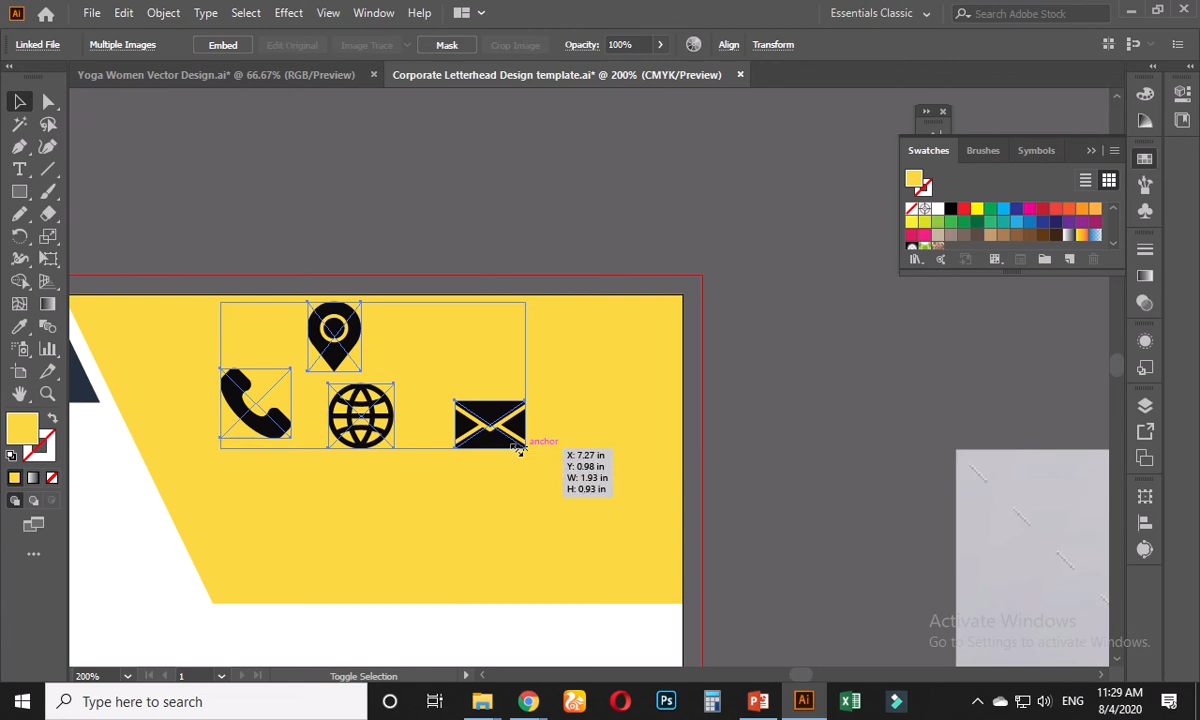 Ai File Edit Object Type Select Effect View Window Help Essentials Classic Search Adobe Stock
Linked File Multiple Images Embed Edit Original Image Trace Mask Crop Image Opacity: 100% Align Transform
Yoga Women Vector Design.ai* @ 66.67% (RGB/Preview) Corporate Letterhead Design template.ai* @ 200% (CMYK/Preview)
Swatches Brushes Symbols
anchor
X: 7.27 in
Y: 0.98 in
W: 1.93 in
H: 0.93 in
Activate Windows
Go to Settings to activate Windows.
200% 1 Toggle Selection
Type here to search Ps Ai ENG 11:29 AM
8/4/2020